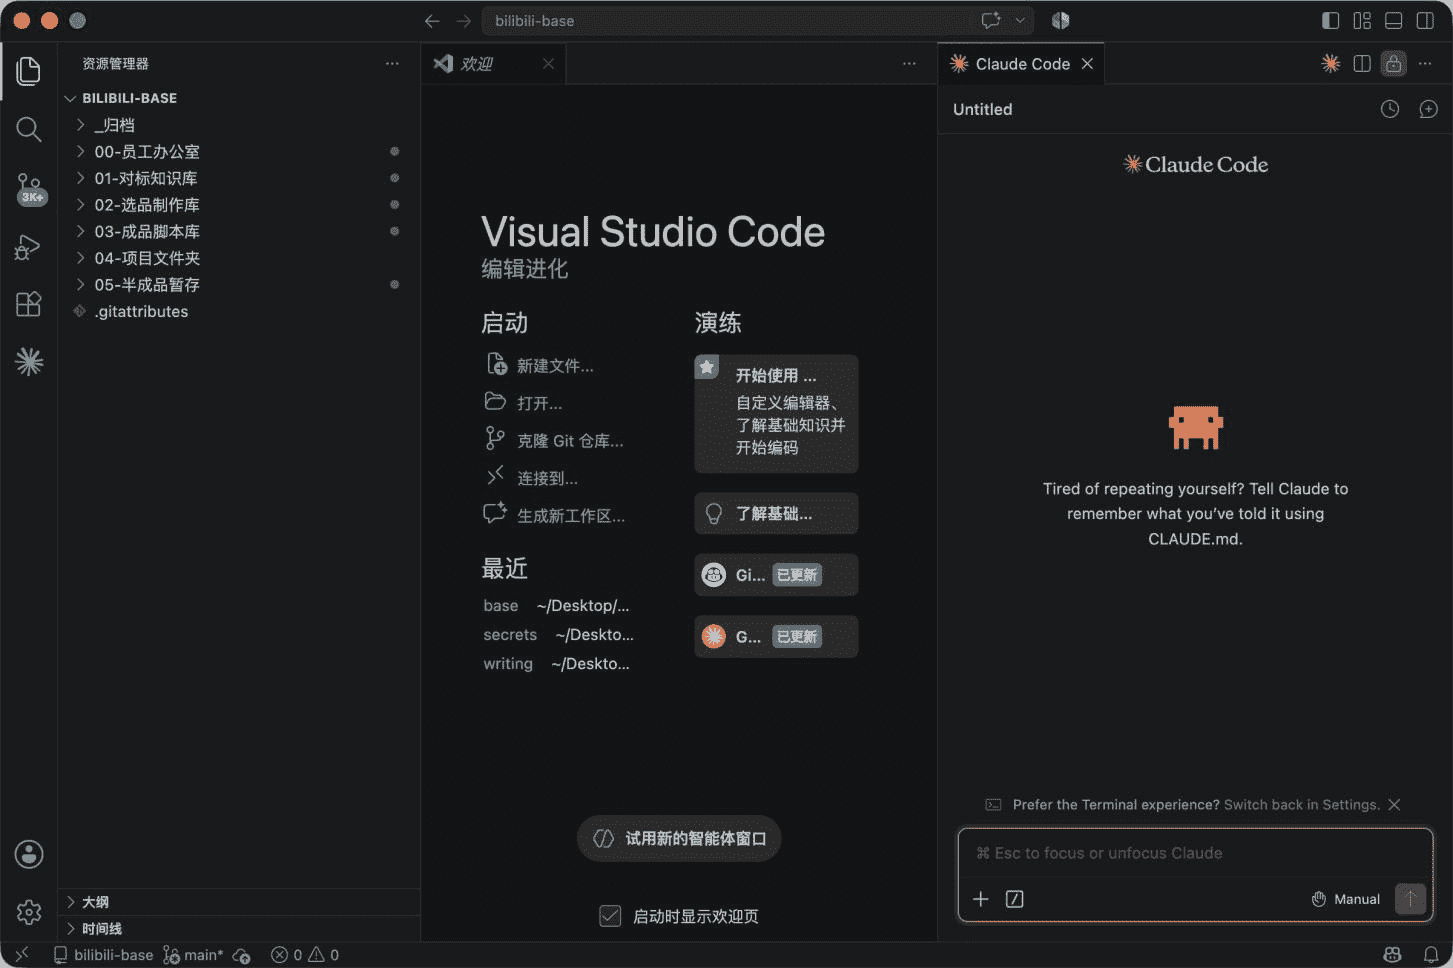 bilibili-base
资源管理器
BILIBILI-BASE
_归档
00-员工办公室
01-对标知识库
02-选品制作库
03-成品脚本库
04-项目文件夹
05-半成品暂存
.gitattributes
3K+
大纲
时间线
欢迎
Visual Studio Code
编辑进化
启动
新建文件...
打开...
克隆 Git 仓库...
连接到...
生成新工作区...
最近
base ~/Desktop/...
secrets ~/Deskto...
writing ~/Deskto...
演练
开始使用 ...
自定义编辑器、
了解基础知识并
开始编码
了解基础...
Gi... 已更新
G... 已更新
试用新的智能体窗口
启动时显示欢迎页
Claude Code
Untitled
Claude Code
Tired of repeating yourself? Tell Claude to
remember what you’ve told it using
CLAUDE.md.
Prefer the Terminal experience? Switch back in Settings.
⌘ Esc to focus or unfocus Claude
Manual
bilibili-base main* 0 0